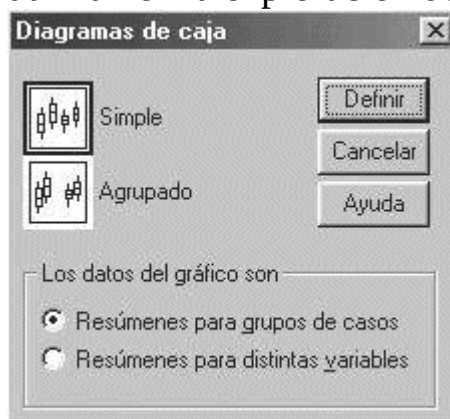 Diagramas de caja
Simple
Agrupado
Definir
Cancelar
Ayuda
Los datos del gráfico son
Resúmenes para grupos de casos
Resúmenes para distintas variables